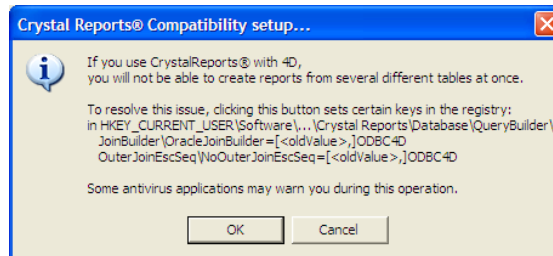 Crystal Reports® Compatibility setup...
If you use CrystalReports® with 4D,
you will not be able to create reports from several different tables at once.
To resolve this issue, clicking this button sets certain keys in the registry:
in HKEY_CURRENT_USER\Software\...\Crystal Reports\Database\QueryBuilder\
JoinBuilder\OracleJoinBuilder=[<oldValue>,]ODBC4D
OuterJoinEscSeq\NoOuterJoinEscSeq=[<oldValue>,]ODBC4D
Some antivirus applications may warn you during this operation.
OK Cancel